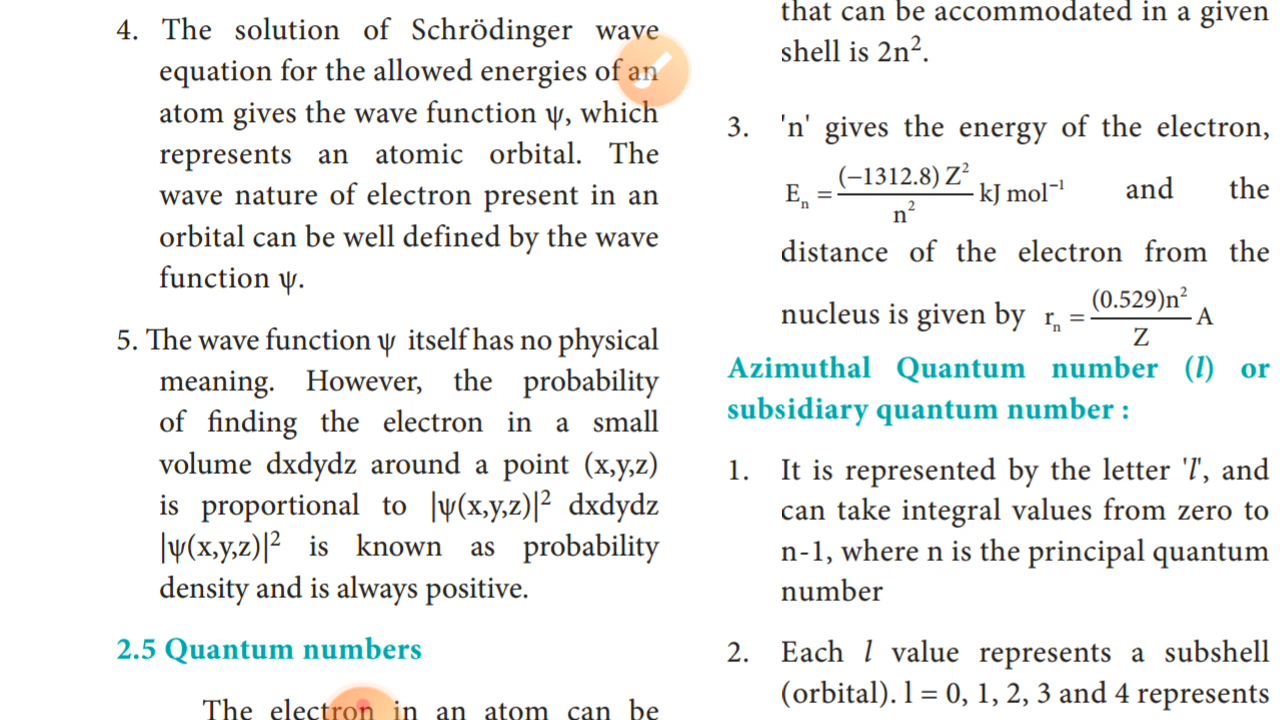 4. The solution of Schrödinger wave
equation for the allowed energies of an
atom gives the wave function ψ, which
represents an atomic orbital. The
wave nature of electron present in an
orbital can be well defined by the wave
function ψ.
5. The wave function ψ itself has no physical
meaning. However, the probability
of finding the electron in a small
volume dxdydz around a point (x,y,z)
is proportional to |ψ(x,y,z)|² dxdydz
|ψ(x,y,z)|² is known as probability
density and is always positive.
2.5 Quantum numbers
The electron in an atom can be
that can be accommodated in a given
shell is 2n².
3. 'n' gives the energy of the electron,
Eₙ = (−1312.8) Z² / n² kJ mol⁻¹ and the
distance of the electron from the
nucleus is given by rₙ = (0.529)n² / Z A
Azimuthal Quantum number (l) or
subsidiary quantum number :
1. It is represented by the letter 'l', and
can take integral values from zero to
n-1, where n is the principal quantum
number
2. Each l value represents a subshell
(orbital). l = 0, 1, 2, 3 and 4 represents